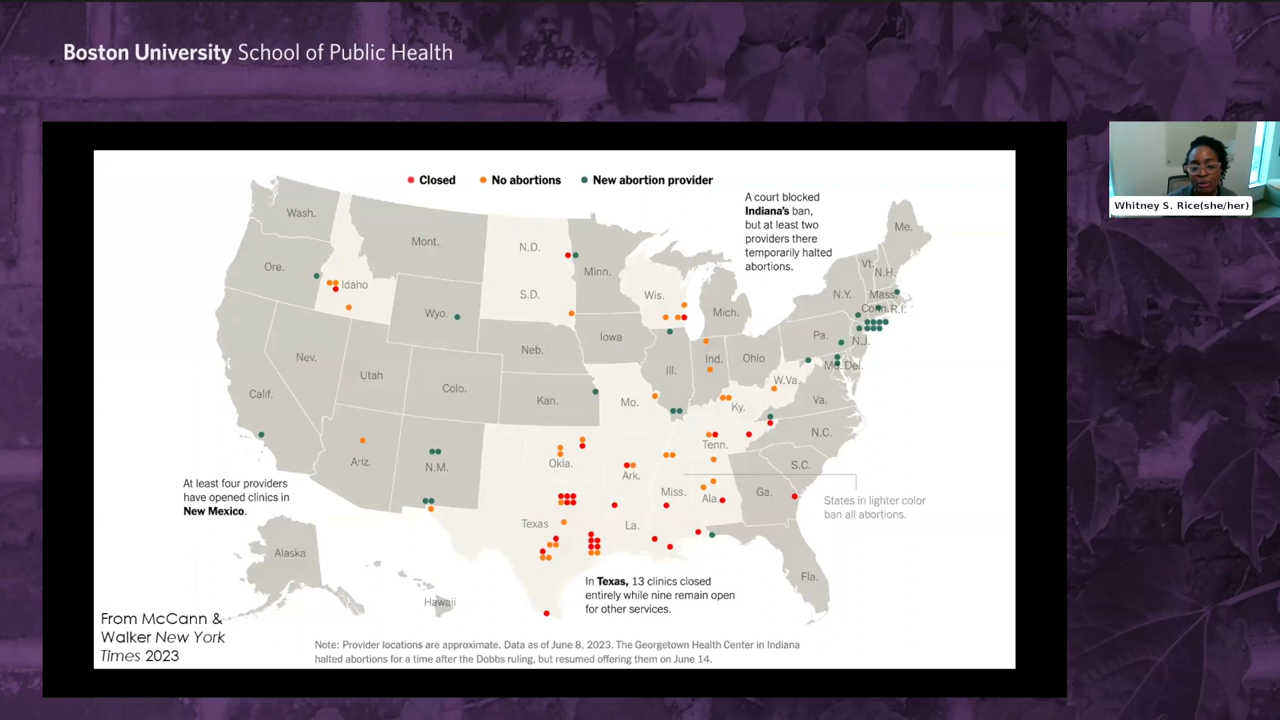 Boston University School of Public Health
Closed
No abortions
New abortion provider
A court blocked
Indiana's ban,
but at least two
providers there
temporarily halted
abortions.
Whitney S. Rice(she/her)
Wash.
Mont.
N.D.
Minn.
Me.
Ore.
Idaho
S.D.
Wis.
Vt.
N.H.
N.Y.
Mass.
Wyo.
Mich.
Conn.
R.I.
Iowa
Pa.
N.J.
Nev.
Neb.
Ill.
Ind.
Ohio
Md.
Del.
Utah
Colo.
W.Va.
Calif.
Kan.
Mo.
Ky.
Va.
N.C.
Tenn.
Ariz.
N.M.
Okla.
Ark.
S.C.
Miss.
Ala.
Ga.
At least four providers
have opened clinics in
New Mexico.
States in lighter color
ban all abortions.
Texas
La.
Alaska
Fla.
In Texas, 13 clinics closed
entirely while nine remain open
for other services.
Hawaii
From McCann &
Walker New York
Times 2023
Note: Provider locations are approximate. Data as of June 8, 2023. The Georgetown Health Center in Indiana
halted abortions for a time after the Dobbs ruling, but resumed offering them on June 14.